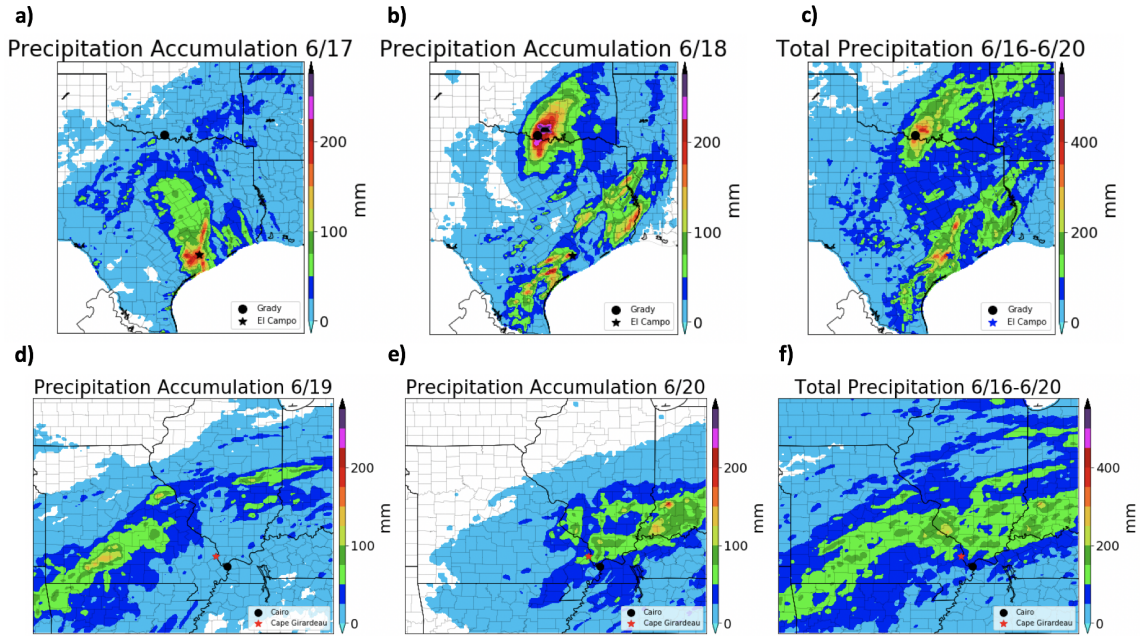 a)
Precipitation Accumulation 6/17
200
100
0
mm
Grady
El Campo
b)
Precipitation Accumulation 6/18
200
100
0
mm
Grady
El Campo
c)
Total Precipitation 6/16-6/20
400
200
0
mm
Grady
El Campo
d)
Precipitation Accumulation 6/19
200
100
0
mm
Cairo
Cape Girardeau
e)
Precipitation Accumulation 6/20
200
100
0
mm
Cairo
Cape Girardeau
f)
Total Precipitation 6/16-6/20
400
200
0
mm
Cairo
Cape Girardeau